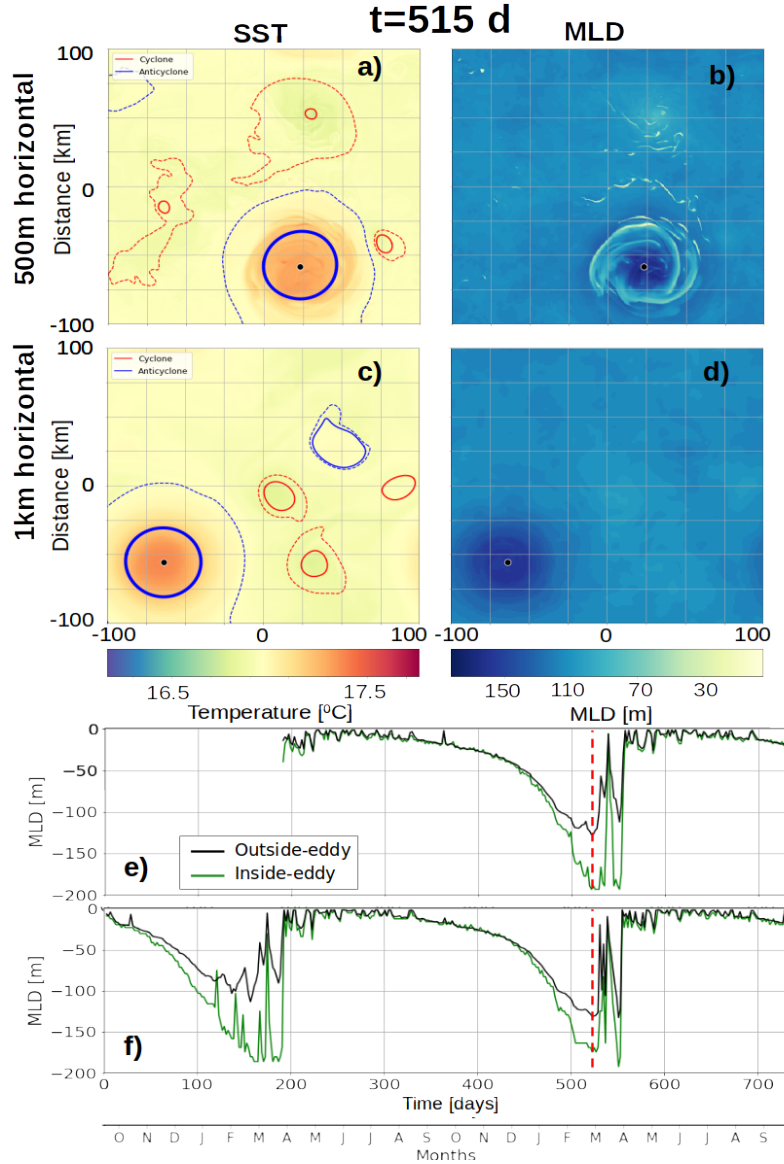 t=515 d
SST
MLD
500m horizontal
Distance [km]
100
0
-100
Cyclone
Anticyclone
a)
b)
1km horizontal
Distance [km]
100
0
-100
Cyclone
Anticyclone
c)
d)
-100 0 100
-100 0 100
16.5 17.5
150 110 70 30
Temperature [⁰C]
MLD [m]
MLD [m]
0
−50
−100
−150
−200
e)
Outside-eddy
Inside-eddy
MLD [m]
0
−50
−100
−150
−200
f)
0 100 200 300 400 500 600 700
Time [days]
O N D J F M A M J J A S O N D J F M A M J J A S
Months